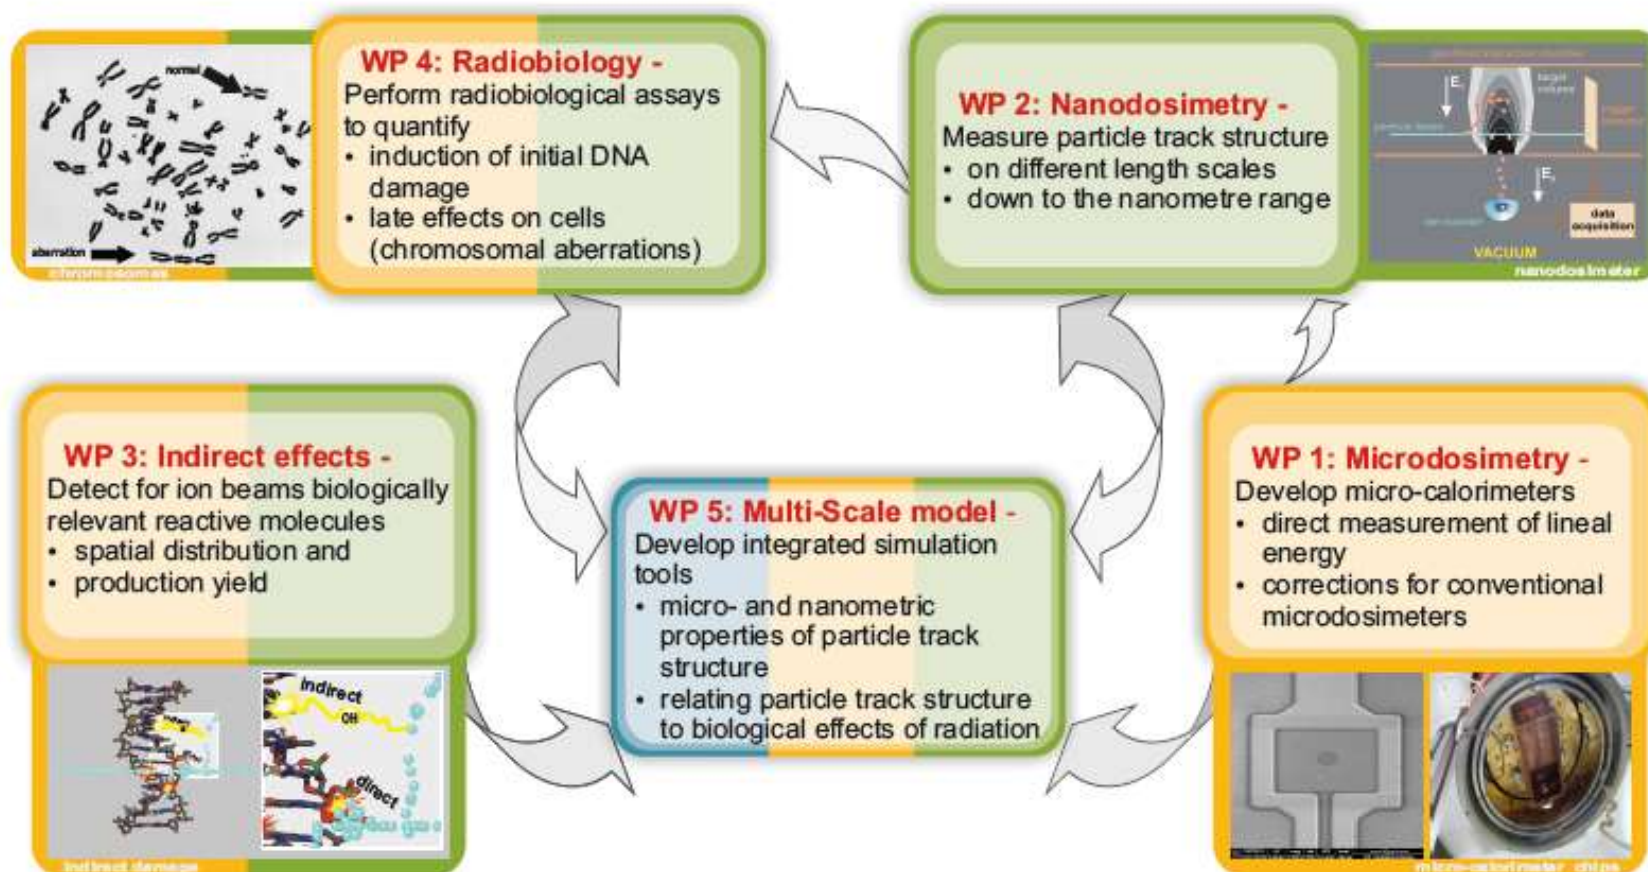 normal
aberration
chromosomes
WP 4: Radiobiology -
Perform radiobiological assays
to quantify
• induction of initial DNA
damage
• late effects on cells
(chromosomal aberrations)
WP 2: Nanodosimetry -
Measure particle track structure
• on different length scales
• down to the nanometre range
target
volume
particle beam
data
acquisition
VACUUM
nanodosimeter
WP 3: Indirect effects -
Detect for ion beams biologically
relevant reactive molecules
• spatial distribution and
• production yield
indirect
OH
direct
indirect damage
WP 5: Multi-Scale model -
Develop integrated simulation
tools
• micro- and nanometric
properties of particle track
structure
• relating particle track structure
to biological effects of radiation
WP 1: Microdosimetry -
Develop micro-calorimeters
• direct measurement of lineal
energy
• corrections for conventional
microdosimeters
micro-calorimeter chips